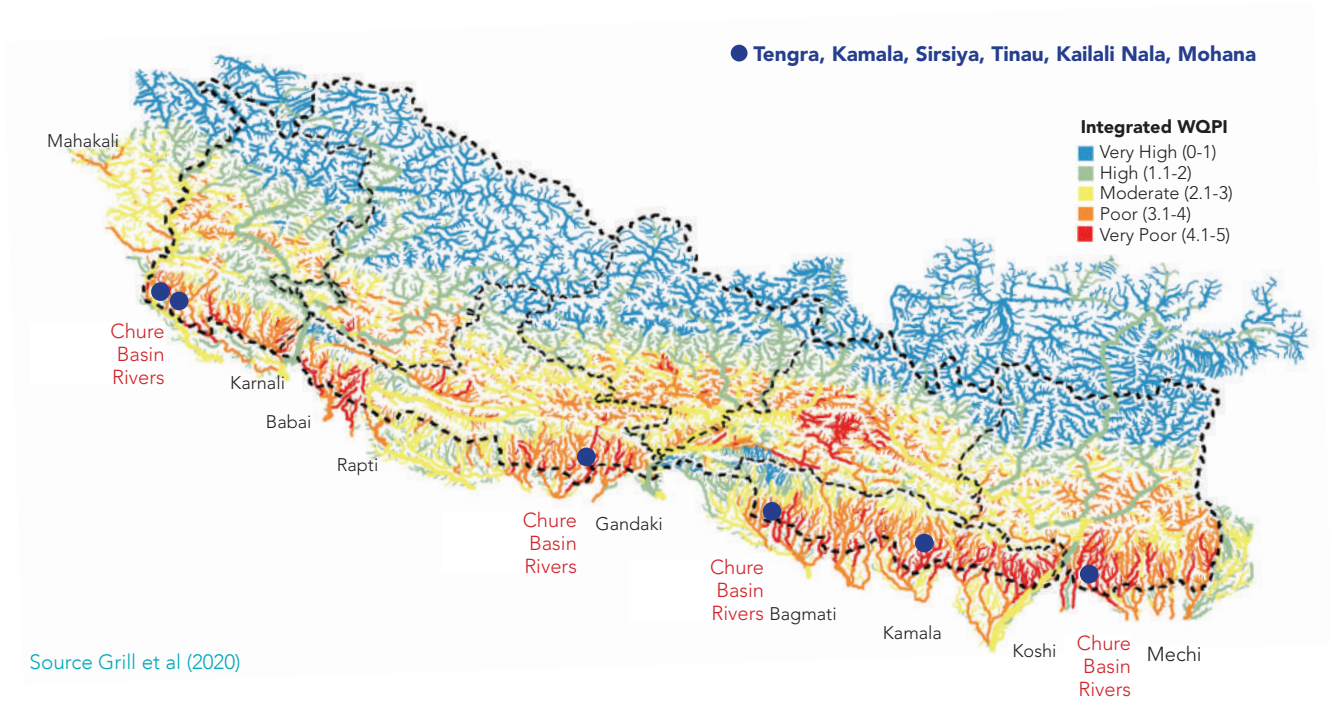 Tengra, Kamala, Sirsiya, Tinau, Kailali Nala, Mohana
Integrated WQPI
Very High (0-1)
High (1.1-2)
Moderate (2.1-3)
Poor (3.1-4)
Very Poor (4.1-5)
Mahakali
Chure
Basin
Rivers
Karnali
Babai
Rapti
Chure
Basin
Rivers
Gandaki
Chure
Basin
Rivers
Bagmati
Kamala
Koshi
Chure
Basin
Rivers
Mechi
Source Grill et al (2020)